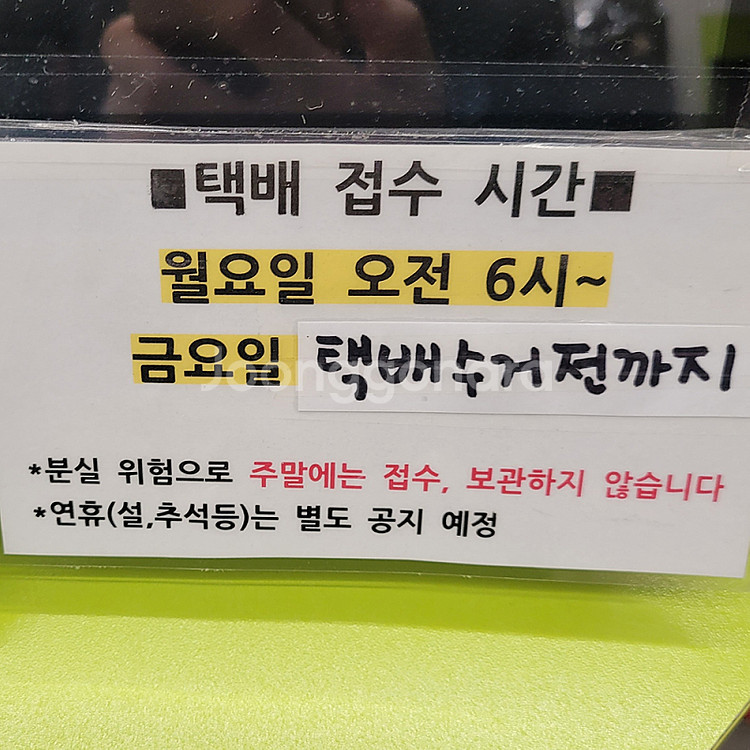 ■택배 접수 시간■
월요일 오전 6시~
금요일 택배수거전까지
Joonggonara
*분실 위험으로 주말에는 접수, 보관하지 않습니다
*연휴(설,추석등)는 별도 공지 예정